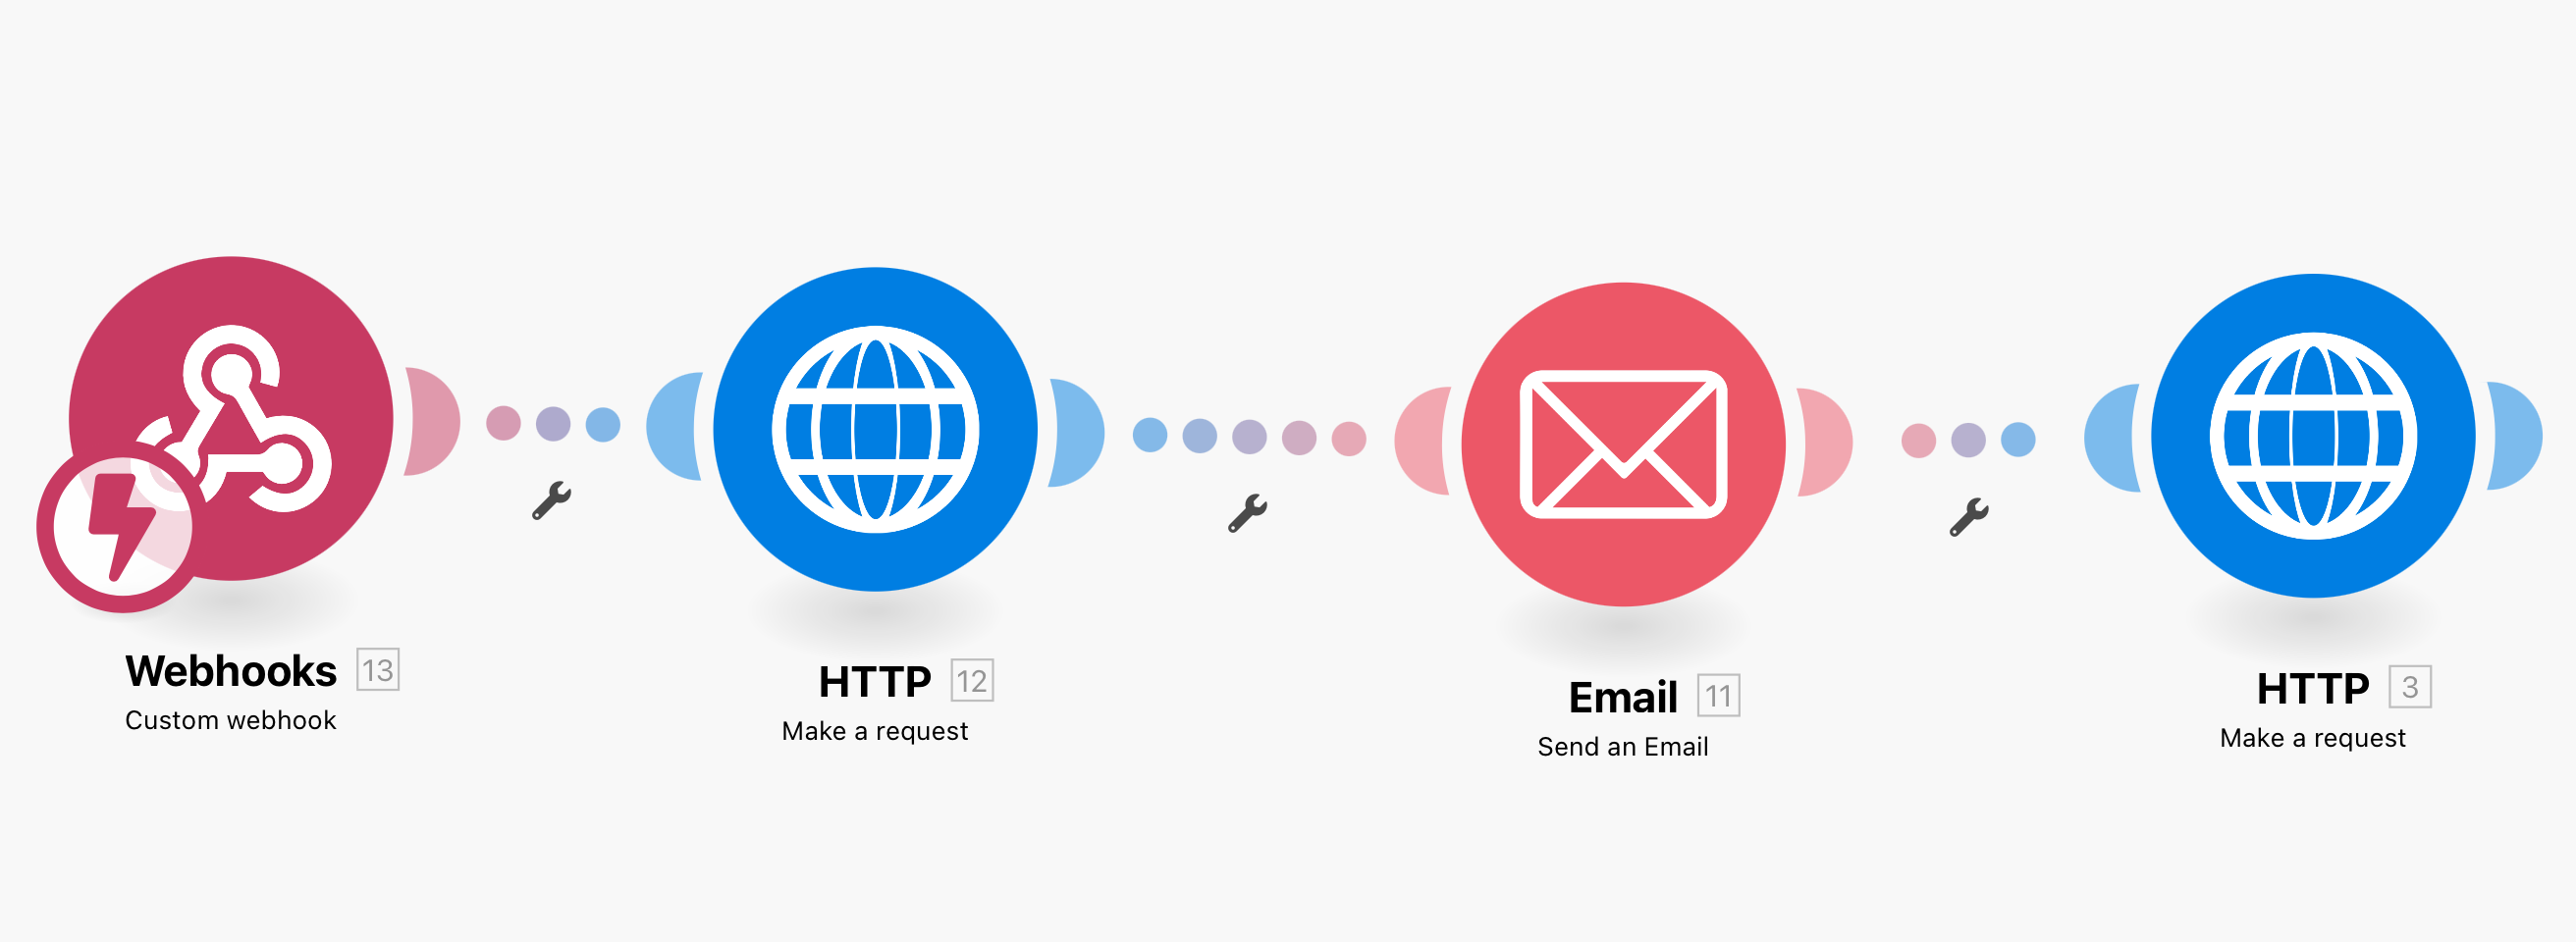 Webhooks 13
Custom webhook
HTTP 12
Make a request
Email 11
Send an Email
HTTP 3
Make a request